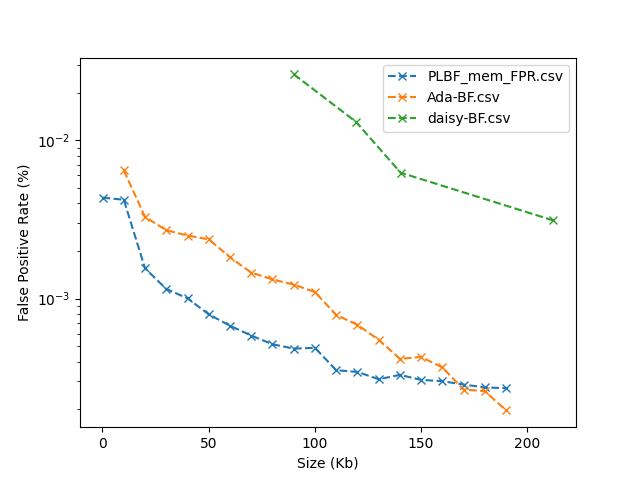 PLBF_mem_FPR.csv
Ada-BF.csv
daisy-BF.csv
10⁻²
10⁻³
False Positive Rate (%)
0 50 100 150 200
Size (Kb)